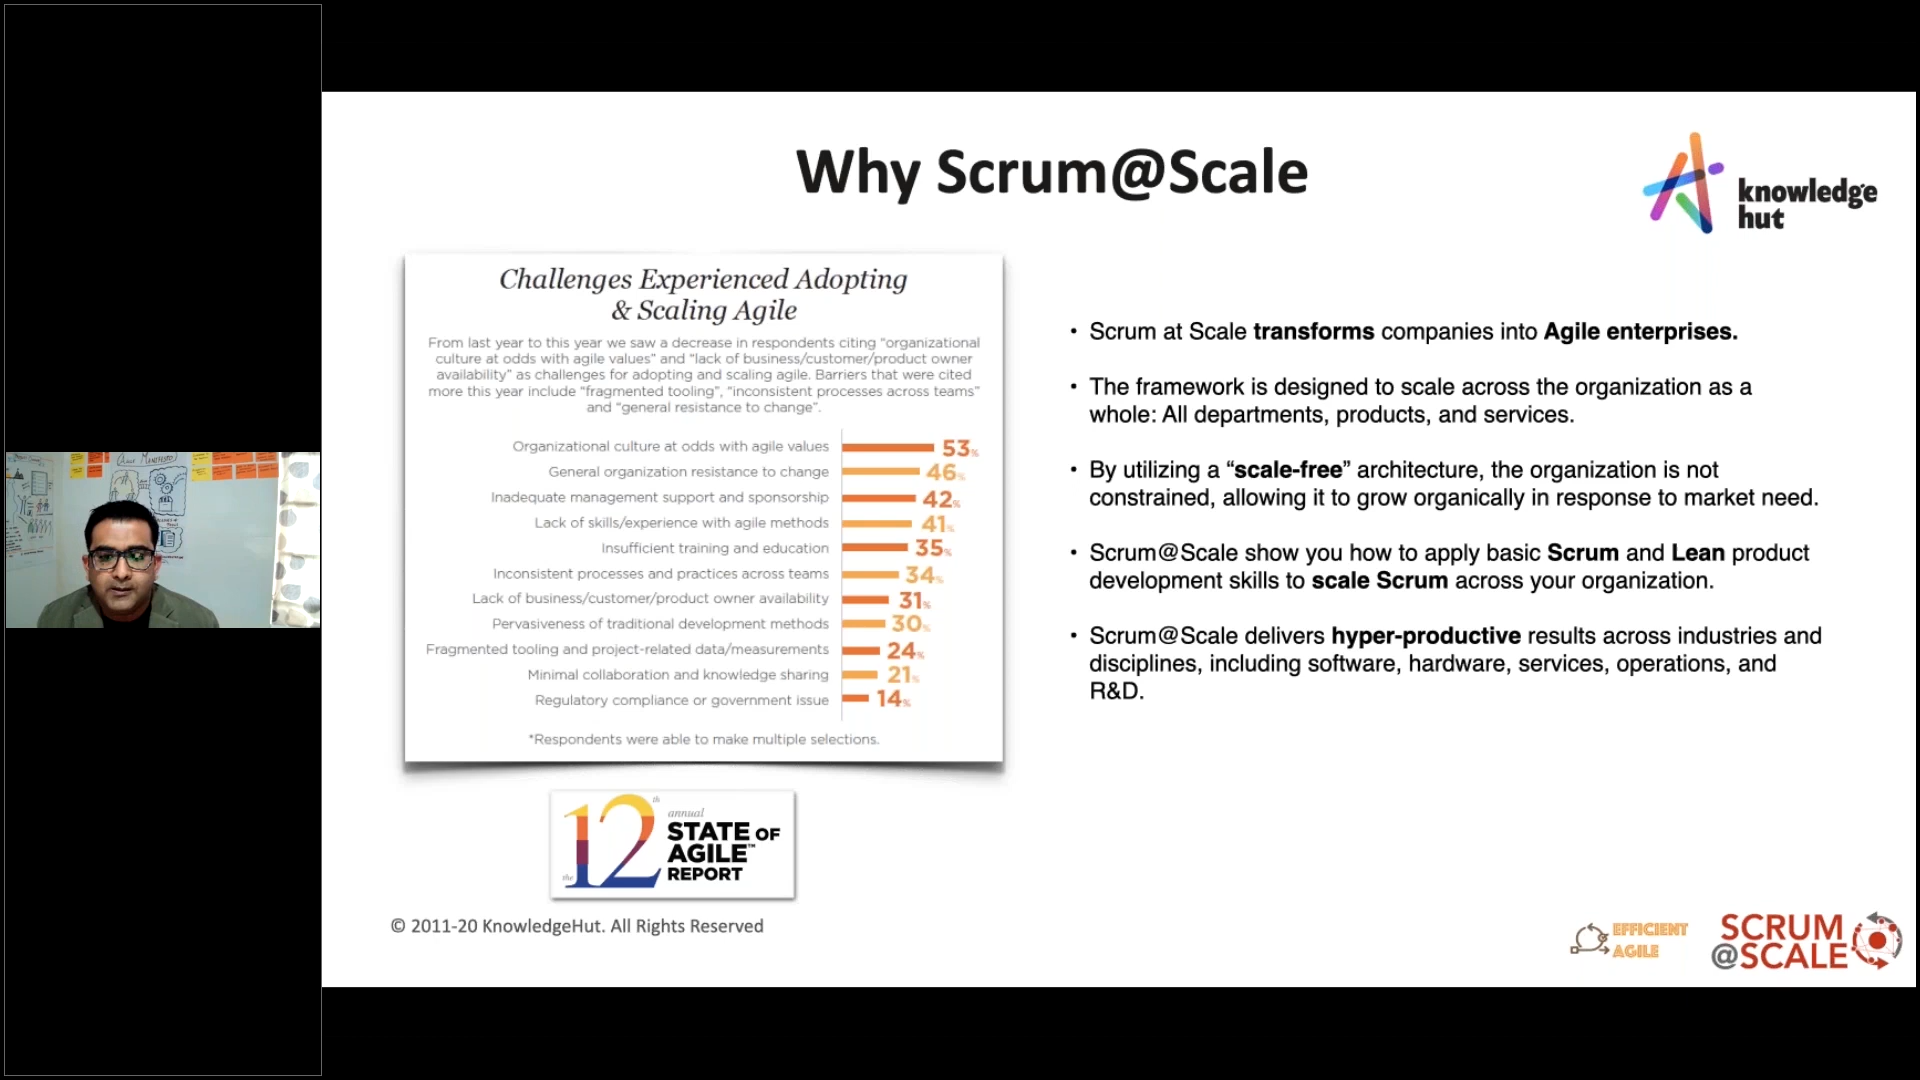 Why Scrum@Scale
knowledge
hut
Challenges Experienced Adopting
& Scaling Agile
From last year to this year we saw a decrease in respondents citing “organizational
culture at odds with agile values” and “lack of business/customer/product owner
availability” as challenges for adopting and scaling agile. Barriers that were cited
more this year include “fragmented tooling”, “inconsistent processes across teams”
and “general resistance to change”.
Organizational culture at odds with agile values 53%
General organization resistance to change 46%
Inadequate management support and sponsorship 42%
Lack of skills/experience with agile methods 41%
Insufficient training and education 35%
Inconsistent processes and practices across teams 34%
Lack of business/customer/product owner availability 31%
Pervasiveness of traditional development methods 30%
Fragmented tooling and project-related data/measurements 24%
Minimal collaboration and knowledge sharing 21%
Regulatory compliance or government issue 14%
*Respondents were able to make multiple selections.
the 12th annual
STATE OF
AGILE™
REPORT
• Scrum at Scale transforms companies into Agile enterprises.
• The framework is designed to scale across the organization as a
whole: All departments, products, and services.
• By utilizing a “scale-free” architecture, the organization is not
constrained, allowing it to grow organically in response to market need.
• Scrum@Scale show you how to apply basic Scrum and Lean product
development skills to scale Scrum across your organization.
• Scrum@Scale delivers hyper-productive results across industries and
disciplines, including software, hardware, services, operations, and
R&D.
© 2011-20 KnowledgeHut. All Rights Reserved
EFFICIENT
AGILE
SCRUM
@SCALE